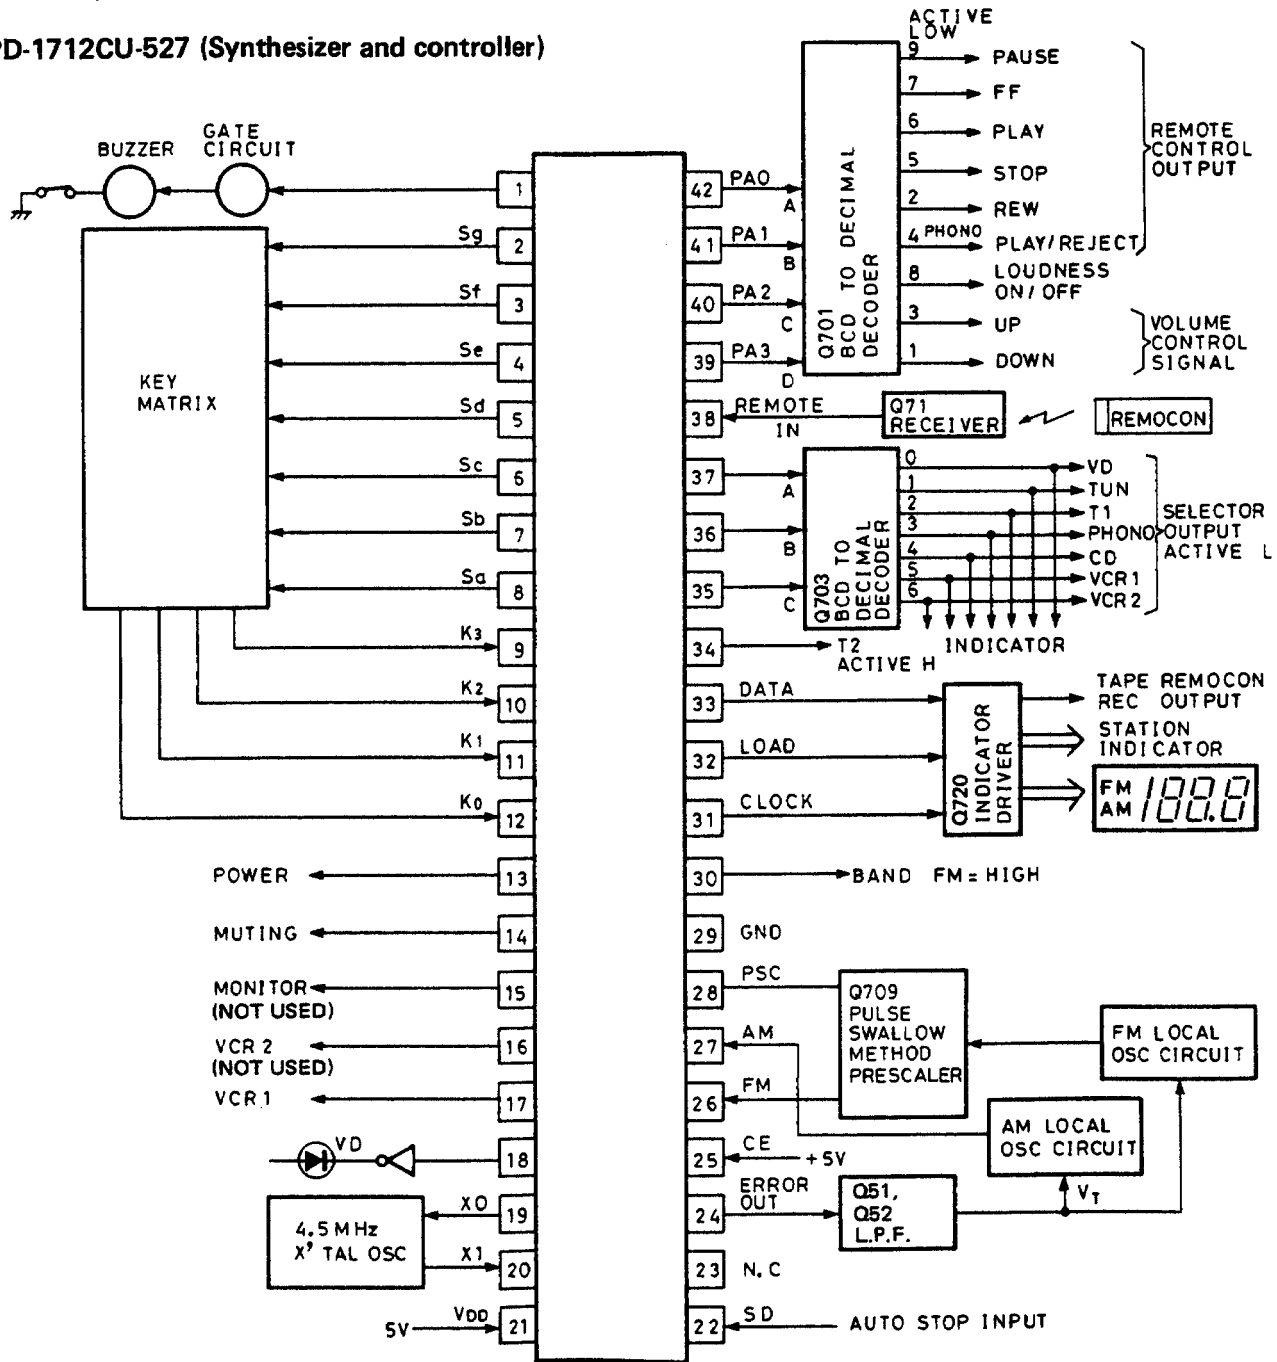 PD-1712CU-527 (Synthesizer and controller)
BUZZER
GATE
CIRCUIT
1
Sg
2
Sf
3
Se
4
Sd
5
Sc
6
Sb
7
Sa
8
KEY
MATRIX
K3
9
K2
10
K1
11
K0
12
POWER
13
MUTING
14
MONITOR
(NOT USED)
15
VCR 2
(NOT USED)
16
VCR 1
17
VD
18
4.5 MHz
X' TAL OSC
X0
19
X1
20
5V
VDD
21
42
PA0
A
41
PA1
B
40
PA2
C
39
PA3
D
Q701
BCD TO DECIMAL
DECODER
ACTIVE
LOW
9
PAUSE
7
FF
6
PLAY
5
STOP
2
REW
4
PHONO
PLAY/REJECT
REMOTE
CONTROL
OUTPUT
8
LOUDNESS
ON/OFF
3
UP
1
DOWN
VOLUME
CONTROL
SIGNAL
38
REMOTE
IN
Q71
RECEIVER
REMOCON
37
A
36
B
35
C
Q703
BCD TO
DECIMAL
DECODER
0
VD
1
TUN
2
T1
3
PHONO
4
CD
5
VCR1
6
VCR2
SELECTOR
OUTPUT
ACTIVE L
INDICATOR
34
T2
ACTIVE H
33
DATA
32
LOAD
31
CLOCK
Q720
INDICATOR
DRIVER
TAPE REMOCON
REC OUTPUT
STATION
INDICATOR
FM
AM
188.8
30
BAND FM = HIGH
29
GND
28
PSC
27
AM
26
FM
Q709
PULSE
SWALLOW
METHOD
PRESCALER
FM LOCAL
OSC CIRCUIT
AM LOCAL
OSC CIRCUIT
25
CE
+5V
24
ERROR
OUT
Q51,
Q52
L.P.F.
VT
23
N.C
22
SD
AUTO STOP INPUT